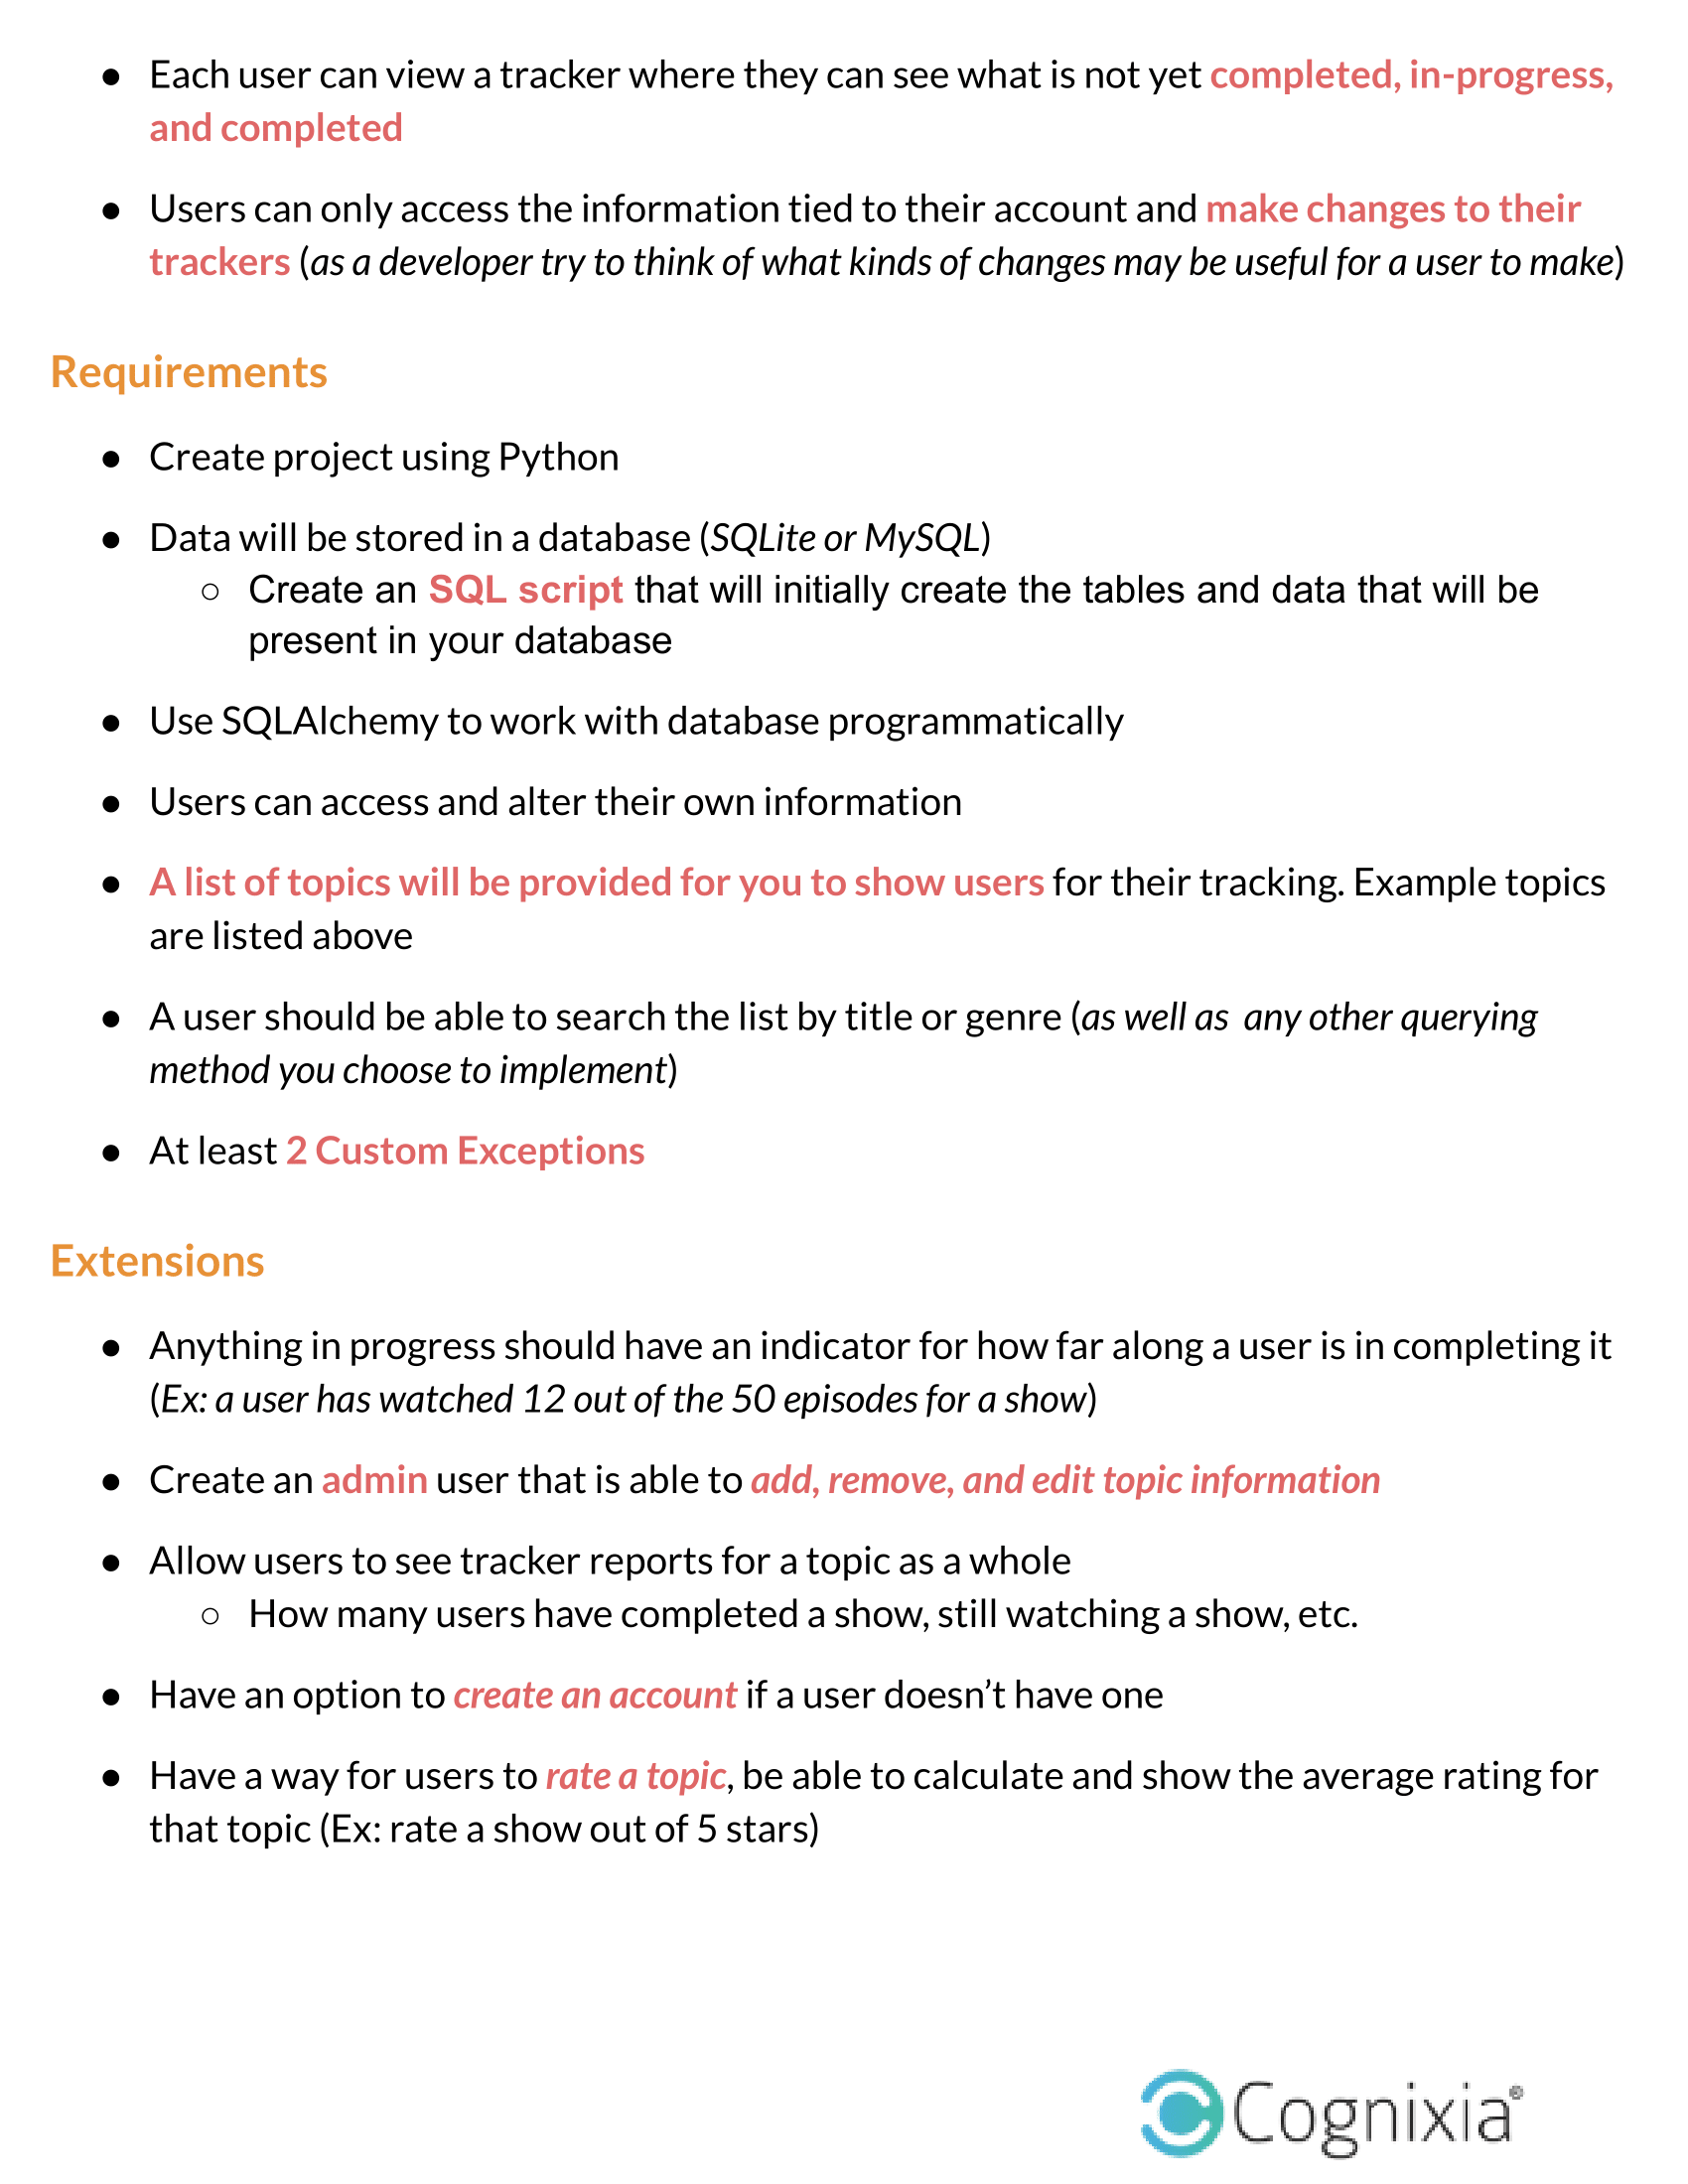 ● Each user can view a tracker where they can see what is not yet completed, in-progress,
and completed
● Users can only access the information tied to their account and make changes to their
trackers (as a developer try to think of what kinds of changes may be useful for a user to make)
Requirements
● Create project using Python
● Data will be stored in a database (SQLite or MySQL)
○ Create an SQL script that will initially create the tables and data that will be
present in your database
● Use SQLAlchemy to work with database programmatically
● Users can access and alter their own information
● A list of topics will be provided for you to show users for their tracking. Example topics
are listed above
● A user should be able to search the list by title or genre (as well as any other querying
method you choose to implement)
● At least 2 Custom Exceptions
Extensions
● Anything in progress should have an indicator for how far along a user is in completing it
(Ex: a user has watched 12 out of the 50 episodes for a show)
● Create an admin user that is able to add, remove, and edit topic information
● Allow users to see tracker reports for a topic as a whole
○ How many users have completed a show, still watching a show, etc.
● Have an option to create an account if a user doesn’t have one
● Have a way for users to rate a topic, be able to calculate and show the average rating for
that topic (Ex: rate a show out of 5 stars)
Cognixia®